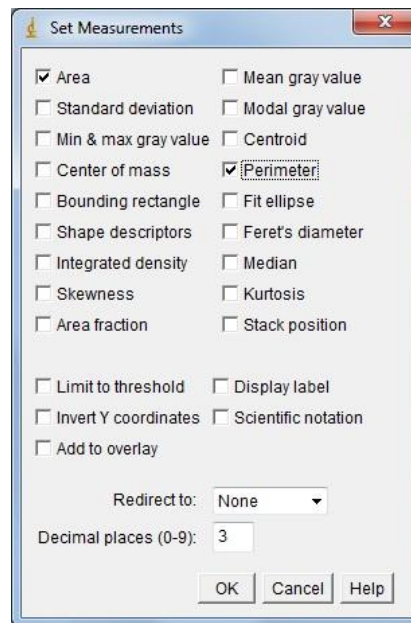 Set Measurements
Area Mean gray value
Standard deviation Modal gray value
Min & max gray value Centroid
Center of mass Perimeter
Bounding rectangle Fit ellipse
Shape descriptors Feret's diameter
Integrated density Median
Skewness Kurtosis
Area fraction Stack position
Limit to threshold Display label
Invert Y coordinates Scientific notation
Add to overlay
Redirect to: None
Decimal places (0-9): 3
OK Cancel Help